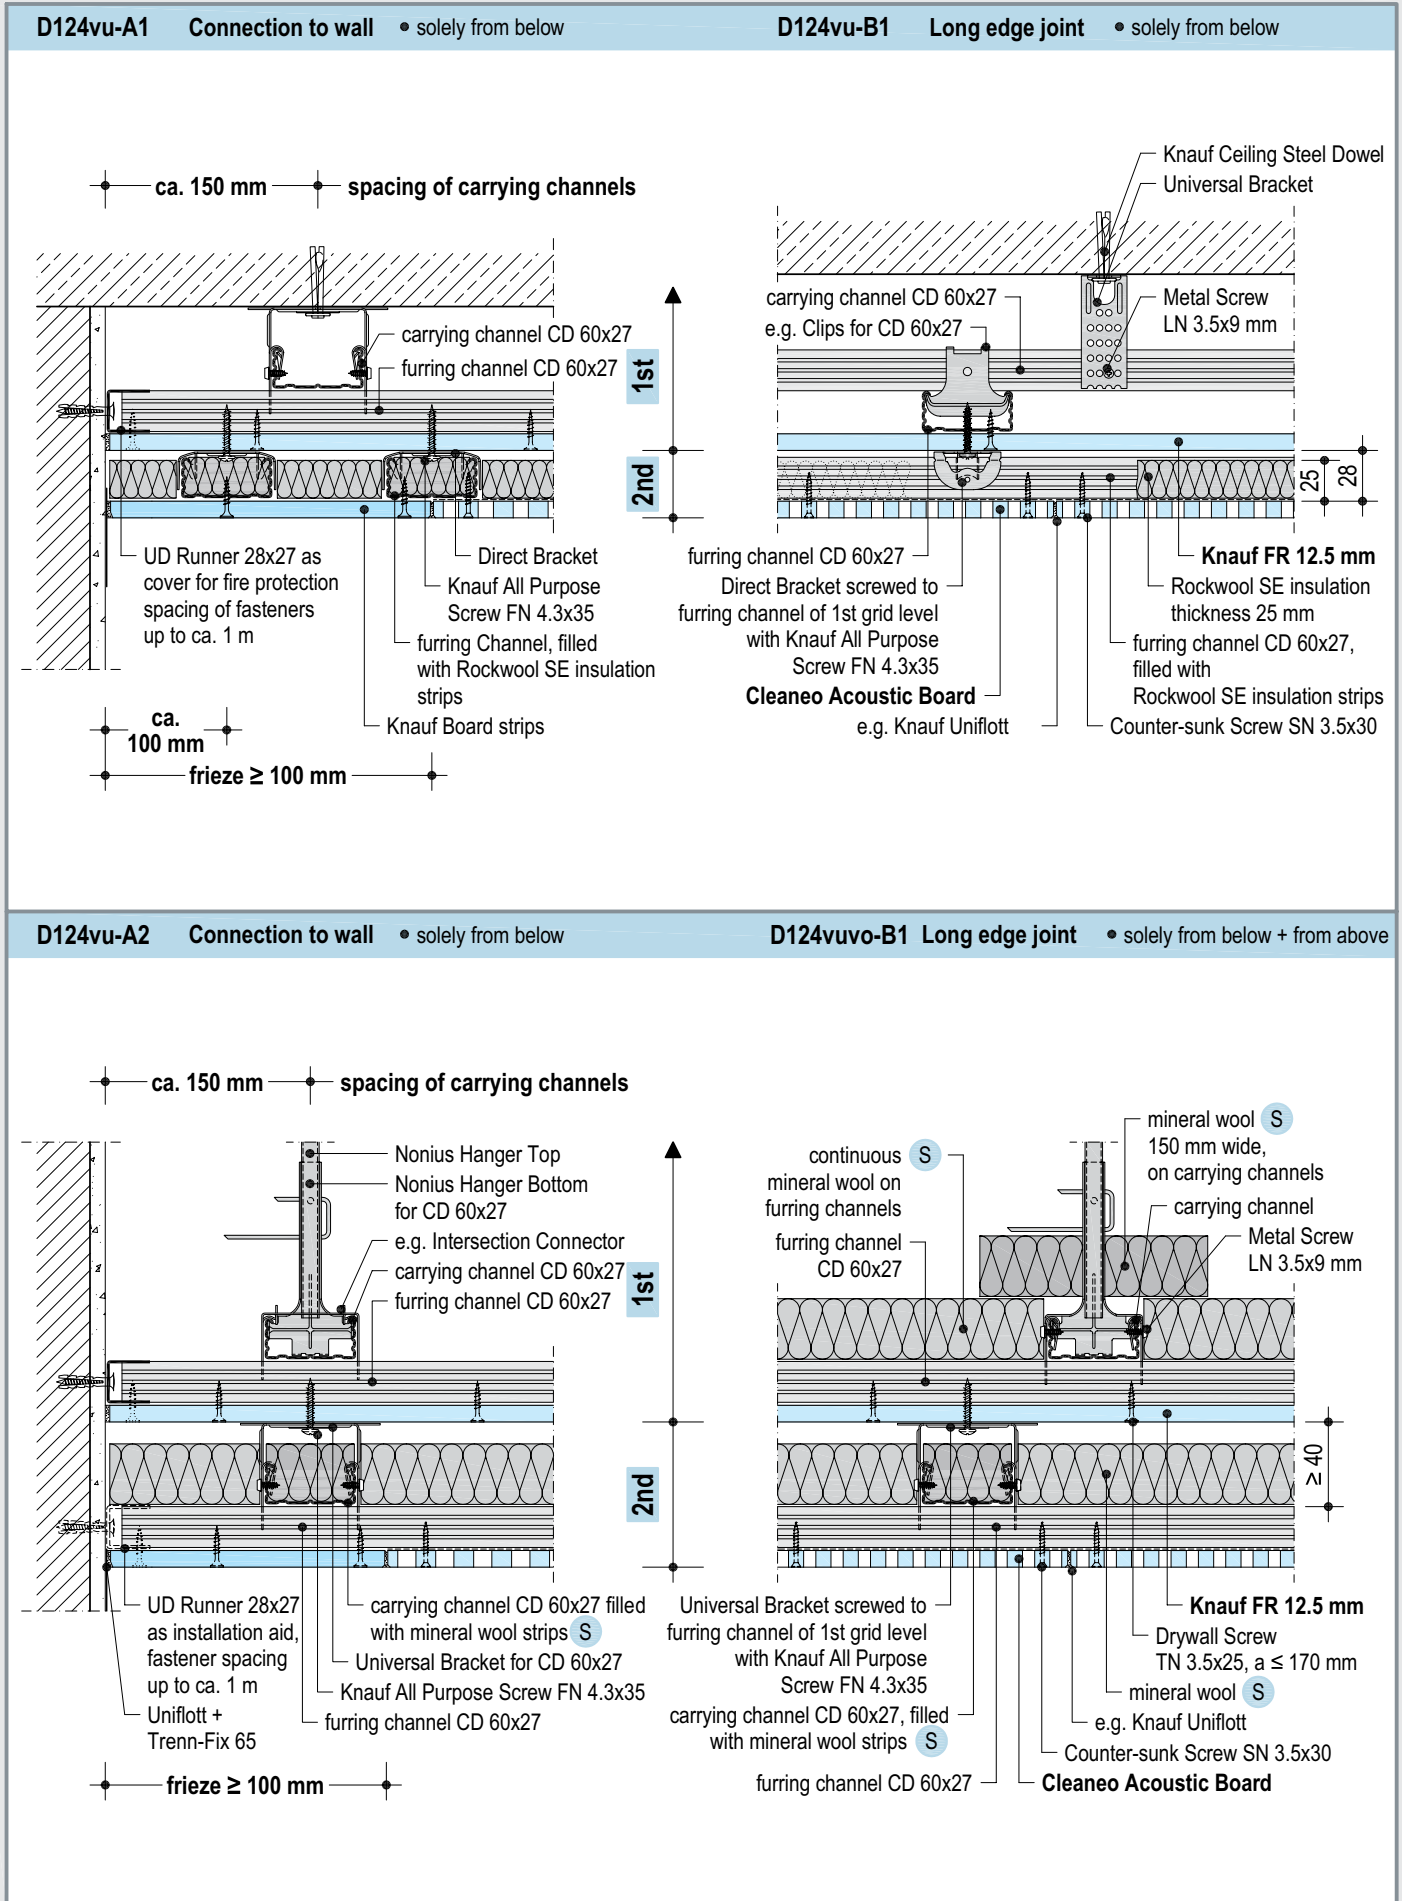 D124vu-A1 Connection to wall • solely from below
D124vu-B1 Long edge joint • solely from below
ca. 150 mm
spacing of carrying channels
carrying channel CD 60x27
furring channel CD 60x27
1st
2nd
UD Runner 28x27 as
cover for fire protection
spacing of fasteners
up to ca. 1 m
Direct Bracket
Knauf All Purpose
Screw FN 4.3x35
furring Channel, filled
with Rockwool SE insulation
strips
Knauf Board strips
ca.
100 mm
frieze ≥ 100 mm
Knauf Ceiling Steel Dowel
Universal Bracket
carrying channel CD 60x27
e.g. Clips for CD 60x27
Metal Screw
LN 3.5x9 mm
25
28
furring channel CD 60x27
Direct Bracket screwed to
furring channel of 1st grid level
with Knauf All Purpose
Screw FN 4.3x35
Cleaneo Acoustic Board
e.g. Knauf Uniflott
Knauf FR 12.5 mm
Rockwool SE insulation
thickness 25 mm
furring channel CD 60x27,
filled with
Rockwool SE insulation strips
Counter-sunk Screw SN 3.5x30
D124vu-A2 Connection to wall • solely from below
D124vuvo-B1 Long edge joint • solely from below + from above
ca. 150 mm
spacing of carrying channels
Nonius Hanger Top
Nonius Hanger Bottom
for CD 60x27
e.g. Intersection Connector
carrying channel CD 60x27
furring channel CD 60x27
1st
2nd
UD Runner 28x27
as installation aid,
fastener spacing
up to ca. 1 m
Uniflott +
Trenn-Fix 65
carrying channel CD 60x27 filled
with mineral wool strips S
Universal Bracket for CD 60x27
Knauf All Purpose Screw FN 4.3x35
furring channel CD 60x27
frieze ≥ 100 mm
continuous S
mineral wool on
furring channels
furring channel
CD 60x27
mineral wool S
150 mm wide,
on carrying channels
carrying channel
Metal Screw
LN 3.5x9 mm
≥ 40
Universal Bracket screwed to
furring channel of 1st grid level
with Knauf All Purpose
Screw FN 4.3x35
carrying channel CD 60x27, filled
with mineral wool strips S
furring channel CD 60x27
Knauf FR 12.5 mm
Drywall Screw
TN 3.5x25, a ≤ 170 mm
mineral wool S
e.g. Knauf Uniflott
Counter-sunk Screw SN 3.5x30
Cleaneo Acoustic Board